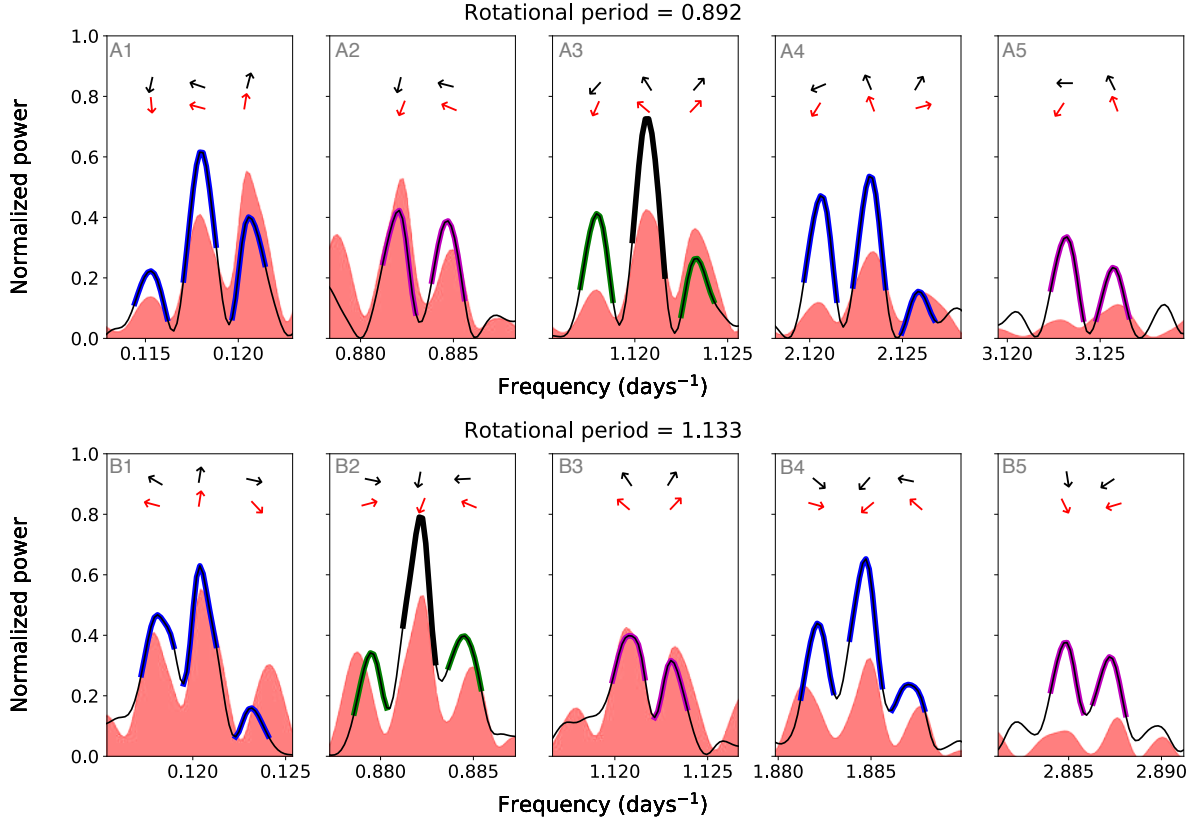 Rotational period = 0.892
Normalized power
1.0
0.8
0.6
0.4
0.2
0.0
A1
A2
A3
A4
A5
0.115 0.120
0.880 0.885
1.120 1.125
2.120 2.125
3.120 3.125
Frequency (days⁻¹)
Rotational period = 1.133
Normalized power
1.0
0.8
0.6
0.4
0.2
0.0
B1
B2
B3
B4
B5
0.120 0.125
0.880 0.885
1.120 1.125
1.880 1.885
2.885 2.890
Frequency (days⁻¹)